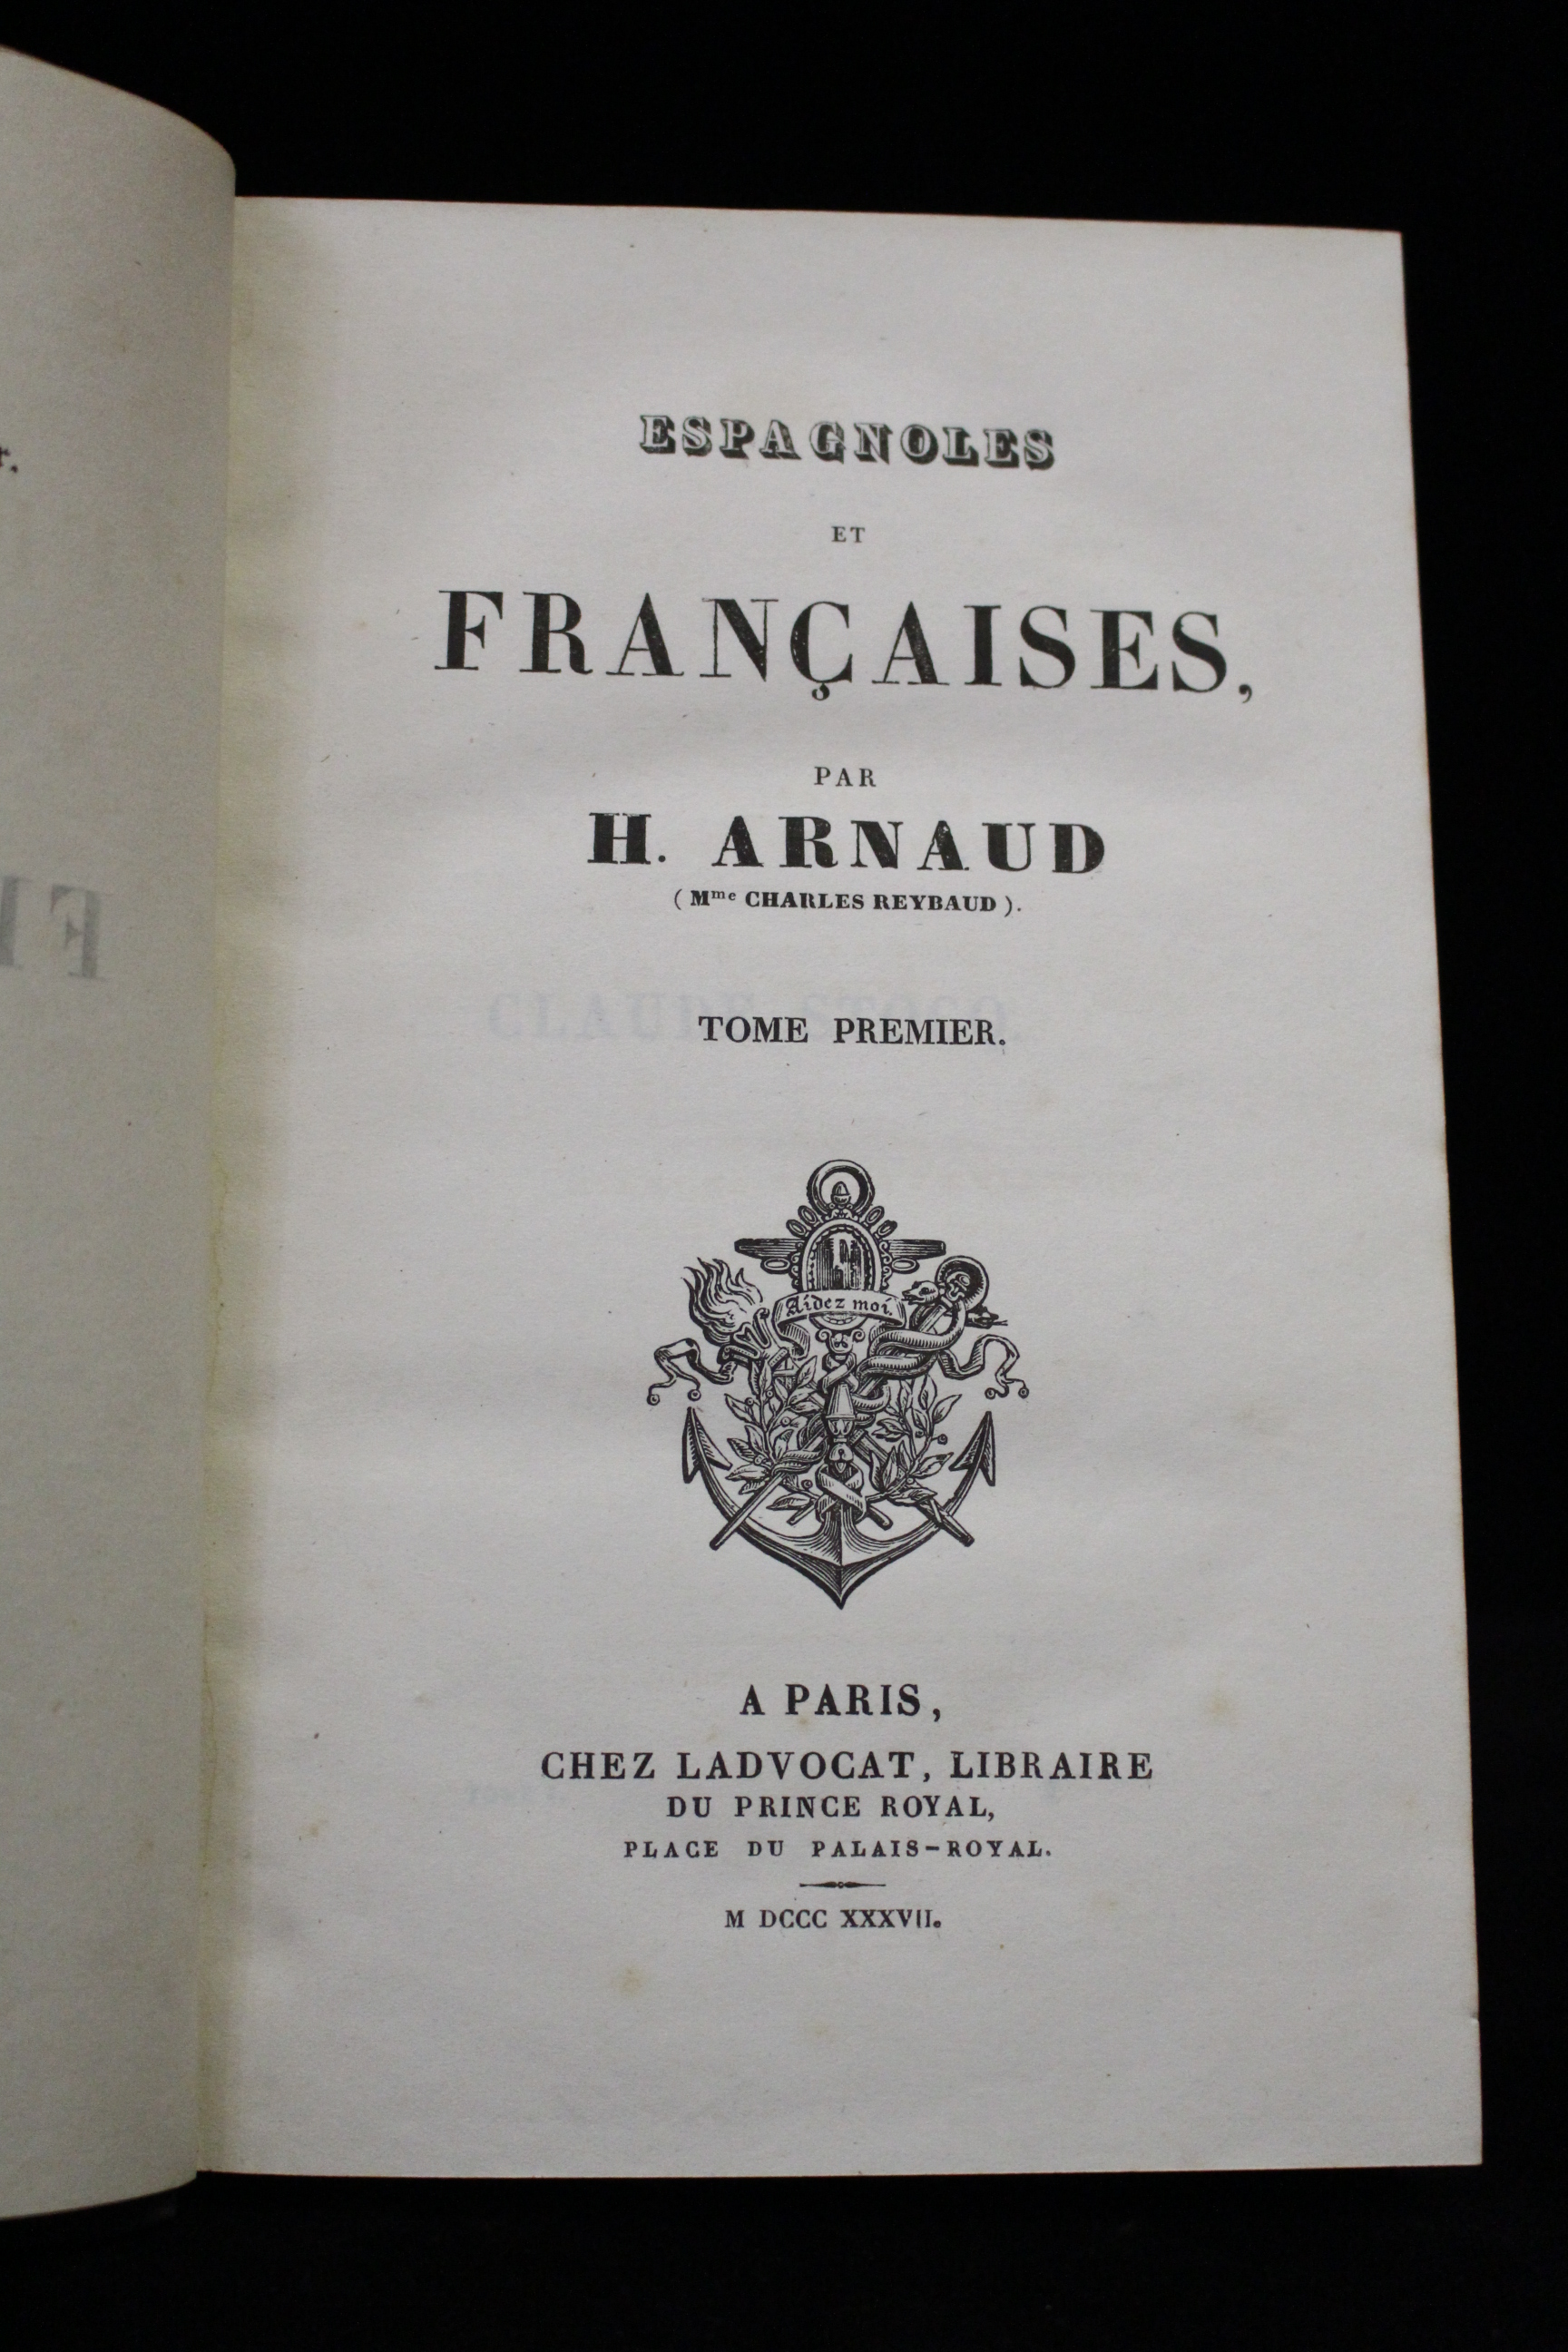 ESPAGNOLES
ET
FRANÇAISES,
PAR
H. ARNAUD
(Mme CHARLES REYBAUD).
TOME PREMIER.
Aidez moi.
A PARIS,
CHEZ LADVOCAT, LIBRAIRE
DU PRINCE ROYAL,
PLACE DU PALAIS-ROYAL.
M DCCC XXXVII.